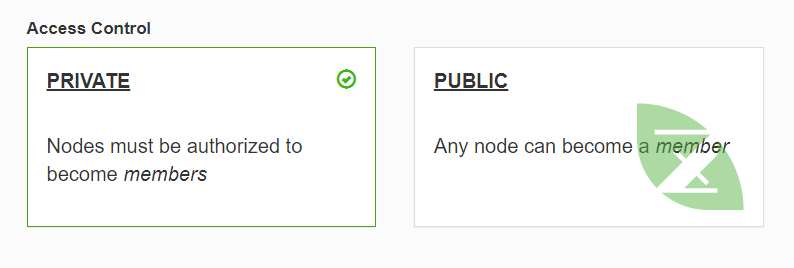 Access Control
PRIVATE
Nodes must be authorized to
become members
PUBLIC
Any node can become a member